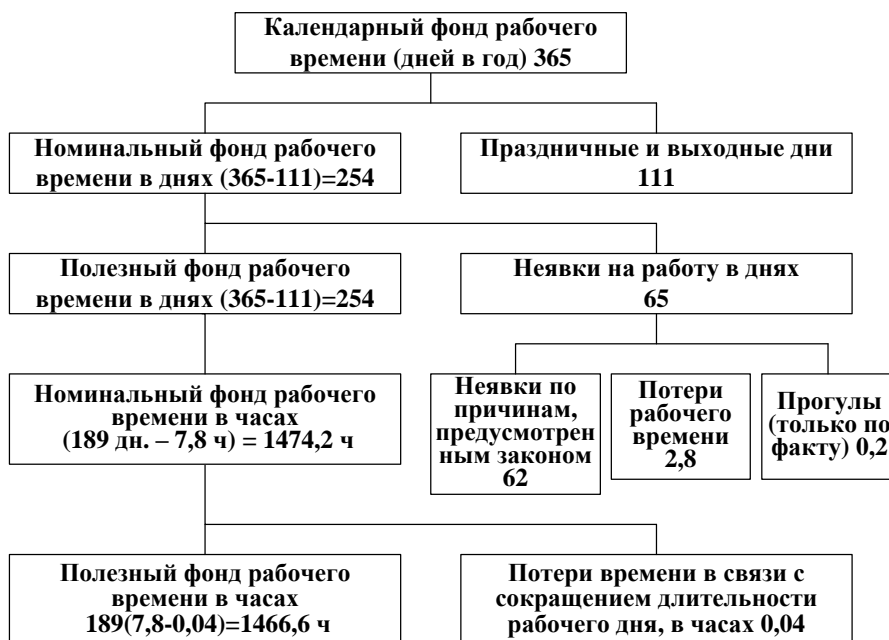 Календарный фонд рабочего
времени (дней в год) 365
Номинальный фонд рабочего
времени в днях (365-111)=254
Праздничные и выходные дни
111
Полезный фонд рабочего
времени в днях (365-111)=254
Неявки на работу в днях
65
Номинальный фонд рабочего
времени в часах
(189 дн. – 7,8 ч) = 1474,2 ч
Неявки по
причинам,
предусмотрен
ным законом
62
Потери
рабочего
времени
2,8
Прогулы
(только по
факту) 0,2
Полезный фонд рабочего
времени в часах
189(7,8-0,04)=1466,6 ч
Потери времени в связи с
сокращением длительности
рабочего дня, в часах 0,04